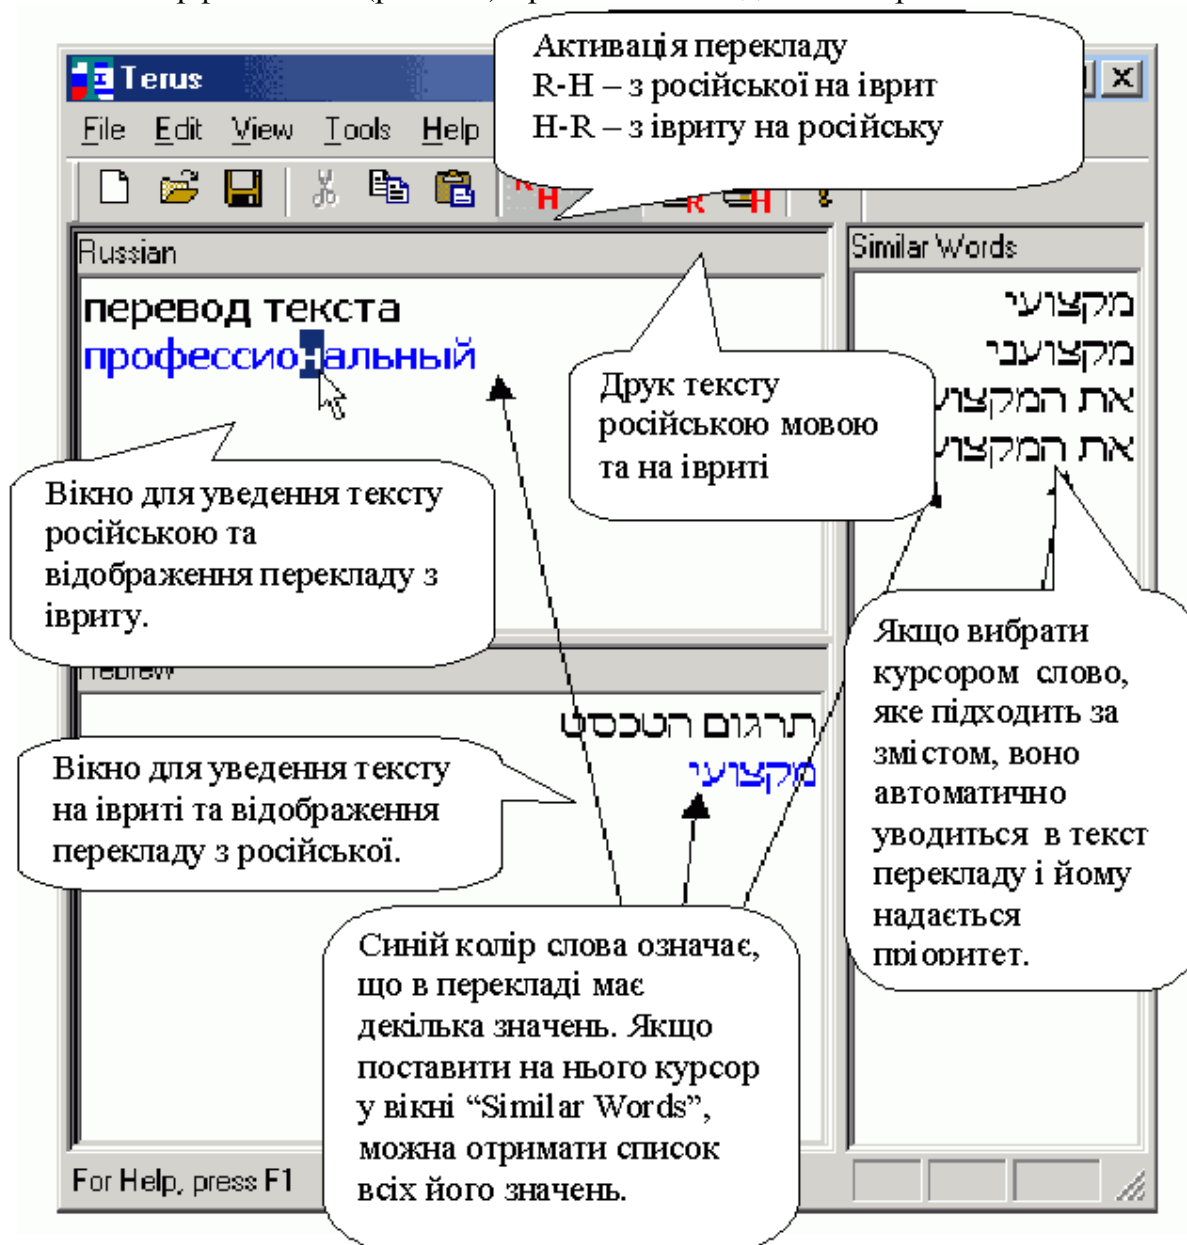 Активація перекладу
R-H – з російської на іврит
H-R – з івриту на російську
Terus
File Edit View Tools Help
R H
R H
Russian
перевод текста
профессиональный
Similar Words
מקצועי
מקצועני
את המקצוע
את המקצוע
Друк тексту
російською мовою
та на івриті
Вікно для уведення тексту
російською та
відображення перекладу з
івриту.
Якщо вибрати
курсором слово,
яке підходить за
змістом, воно
автоматично
уводиться в текст
перекладу і йому
надається
пріоритет.
Hebrew
תרגום הטכסט
מקצועי
Вікно для уведення тексту
на івриті та відображення
перекладу з російської.
Синій колір слова означає,
що в перекладі має
декілька значень. Якщо
поставити на нього курсор
у вікні “Similar Words”,
можна отримати список
всіх його значень.
For Help, press F1